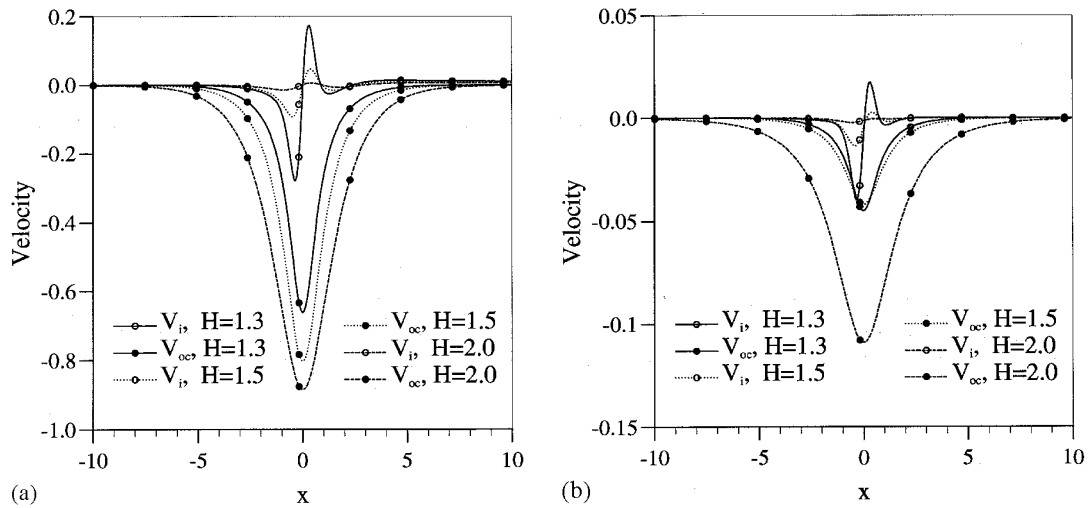 0.2
0.0
-0.2
-0.4
-0.6
-0.8
-1.0
Velocity
-10
-5
0
5
10
x
(a)
V_i, H=1.3
V_oc, H=1.3
V_i, H=1.5
V_oc, H=1.5
V_i, H=2.0
V_oc, H=2.0
0.05
0.00
-0.05
-0.1
-0.15
Velocity
-10
-5
0
5
10
x
(b)
V_i, H=1.3
V_oc, H=1.3
V_i, H=1.5
V_oc, H=1.5
V_i, H=2.0
V_oc, H=2.0